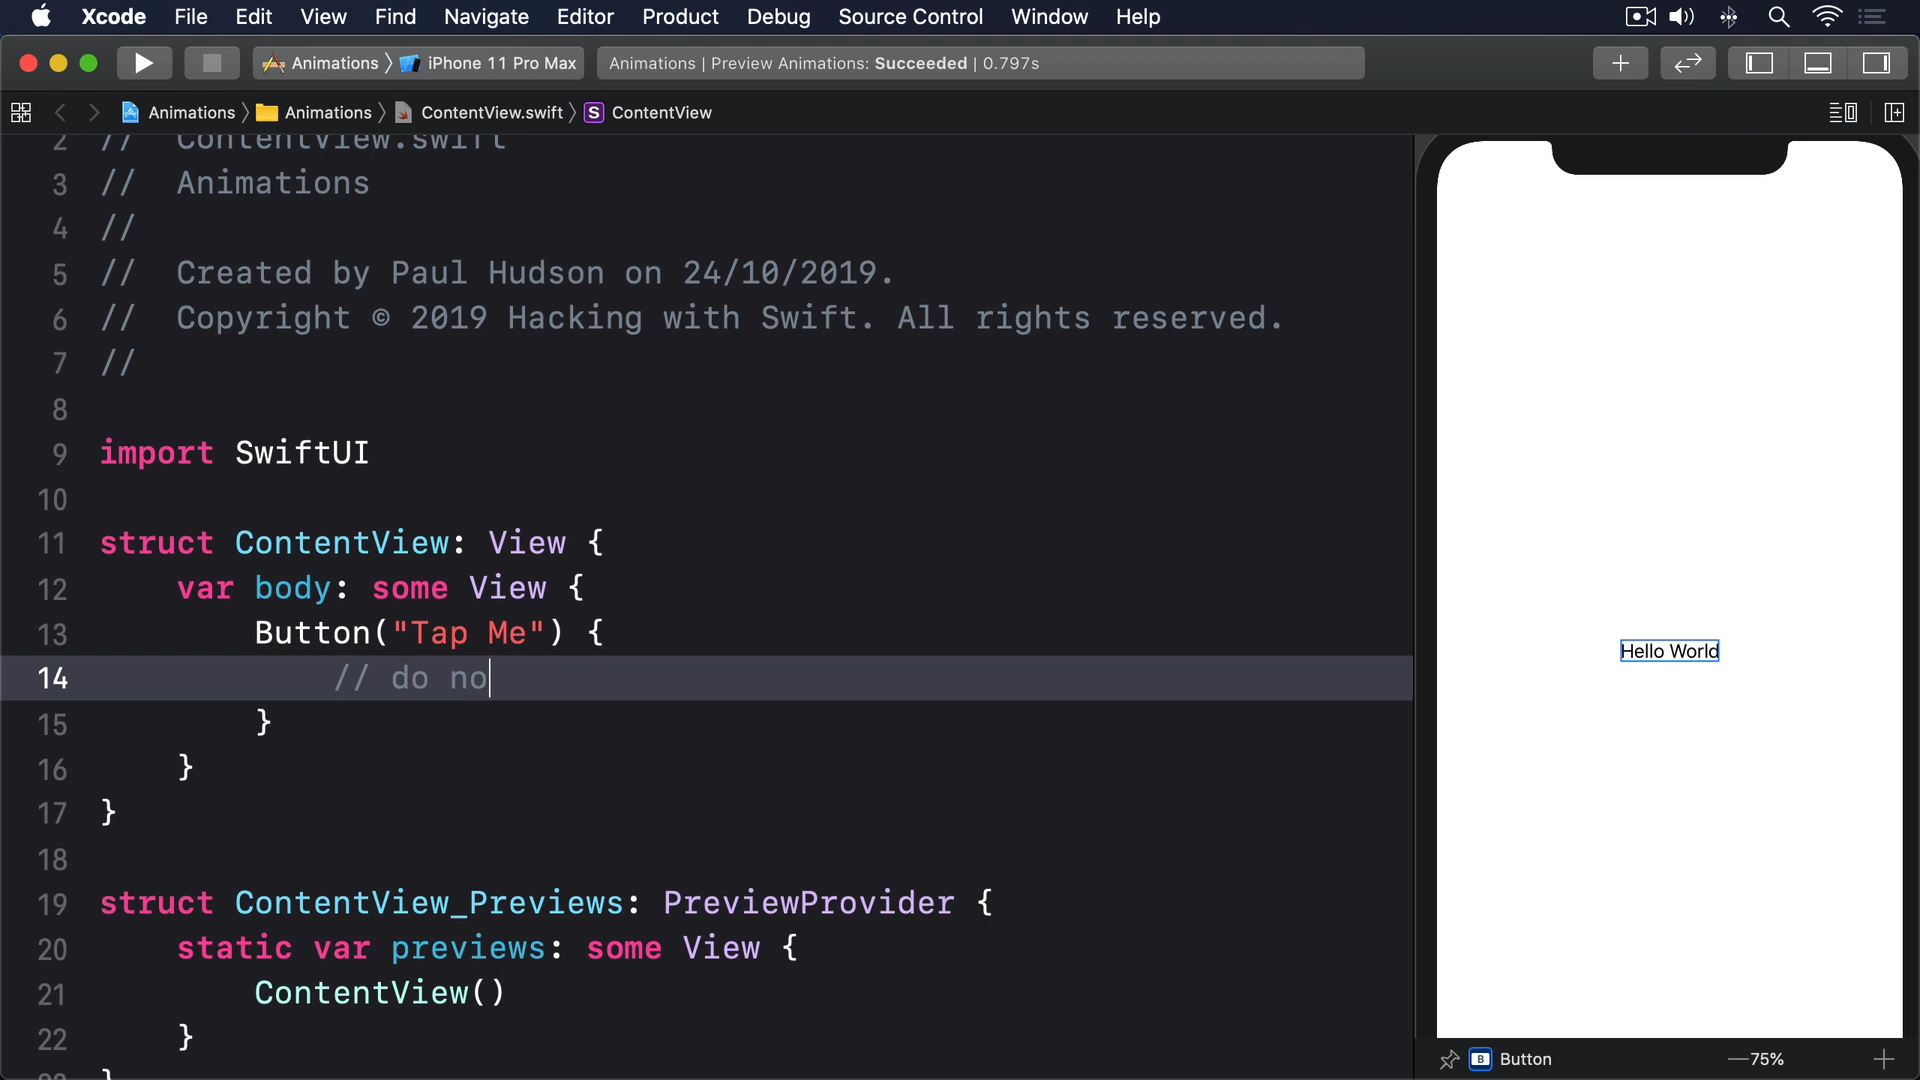 Xcode File Edit View Find Navigate Editor Product Debug Source Control Window Help
Animations iPhone 11 Pro Max Animations | Preview Animations: Succeeded | 0.797s
Animations Animations ContentView.swift S ContentView
2 // ContentView.swift
3 // Animations
4 //
5 // Created by Paul Hudson on 24/10/2019.
6 // Copyright © 2019 Hacking with Swift. All rights reserved.
7 //
8
9 import SwiftUI
10
11 struct ContentView: View {
12 var body: some View {
13 Button("Tap Me") {
14 // do no
15 }
16 }
17 }
18
19 struct ContentView_Previews: PreviewProvider {
20 static var previews: some View {
21 ContentView()
22 }
23 }
Hello World
B Button — 75% +